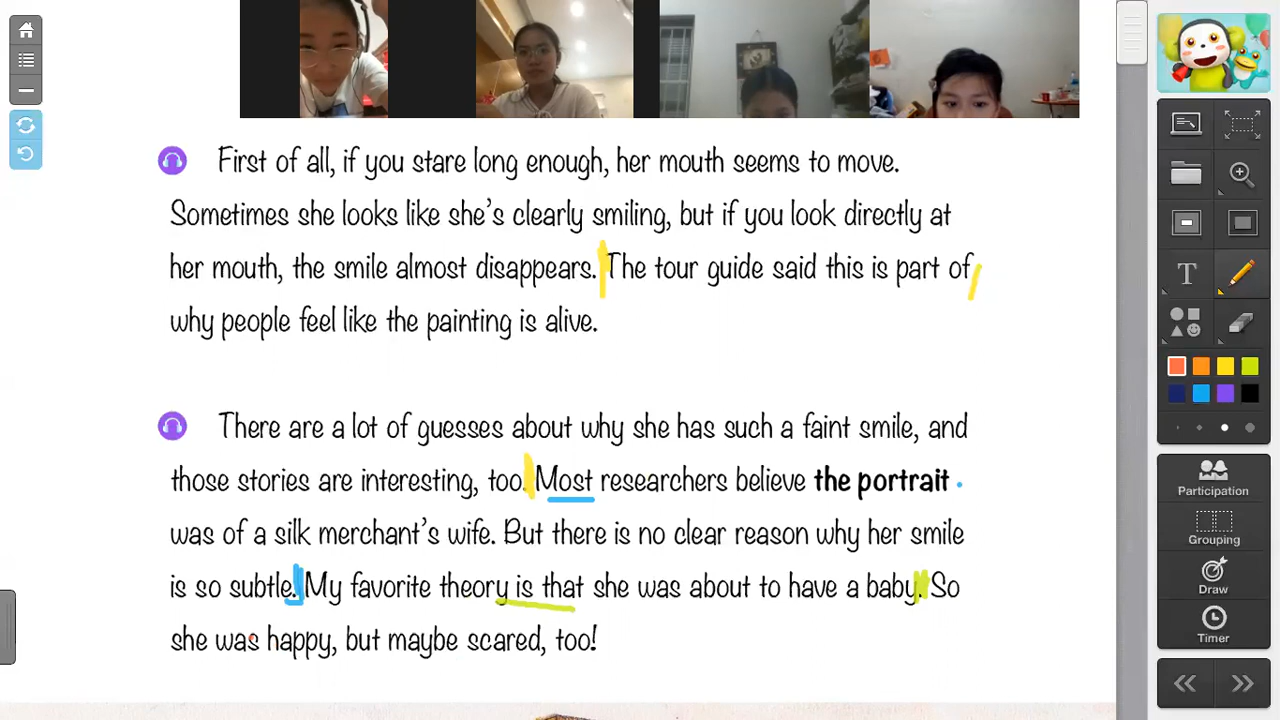 First of all, if you stare long enough, her mouth seems to move.
Sometimes she looks like she's clearly smiling, but if you look directly at
her mouth, the smile almost disappears. The tour guide said this is part of
why people feel like the painting is alive.
There are a lot of guesses about why she has such a faint smile, and
those stories are interesting, too. Most researchers believe the portrait
was of a silk merchant's wife. But there is no clear reason why her smile
is so subtle. My favorite theory is that she was about to have a baby. So
she was happy, but maybe scared, too!
T
Participation
Grouping
Draw
Timer